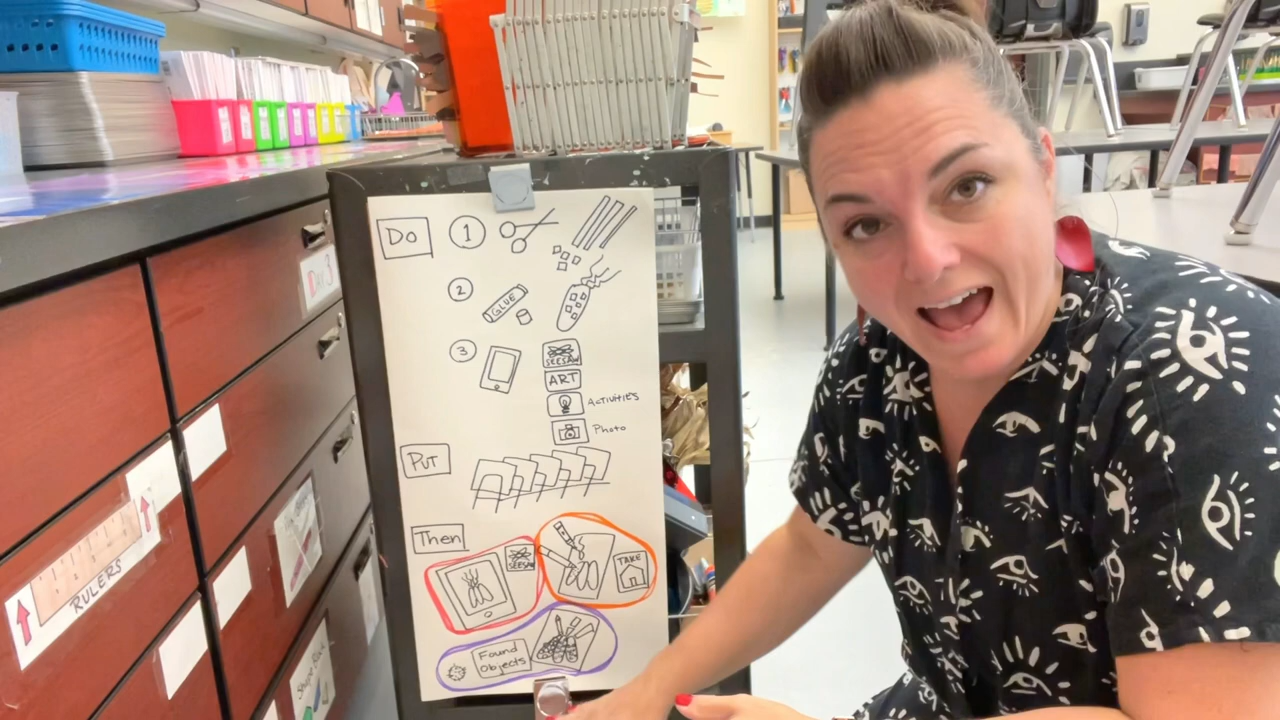 Do
1
2
GLUE
3
SEESAW
ART
ACTIVITIES
Photo
PUT
Then
SEESAW
TAKE
Found
Objects
RULERS